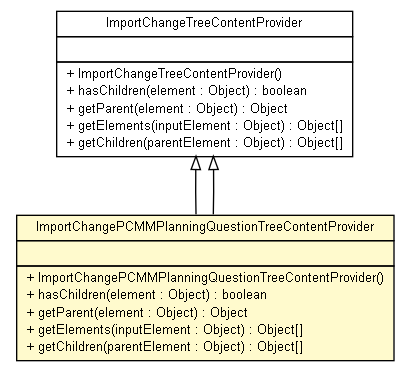 ImportChangeTreeContentProvider
+ ImportChangeTreeContentProvider()
+ hasChildren(element : Object) : boolean
+ getParent(element : Object) : Object
+ getElements(inputElement : Object) : Object[]
+ getChildren(parentElement : Object) : Object[]
ImportChangePCMMPlanningQuestionTreeContentProvider
+ ImportChangePCMMPlanningQuestionTreeContentProvider()
+ hasChildren(element : Object) : boolean
+ getParent(element : Object) : Object
+ getElements(inputElement : Object) : Object[]
+ getChildren(parentElement : Object) : Object[]